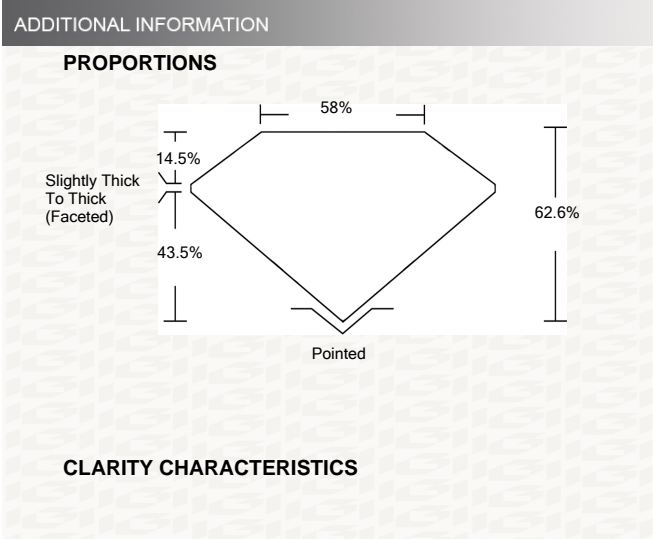 ADDITIONAL INFORMATION
PROPORTIONS
58%
14.5%
Slightly Thick
To Thick
(Faceted)
62.6%
43.5%
Pointed
CLARITY CHARACTERISTICS